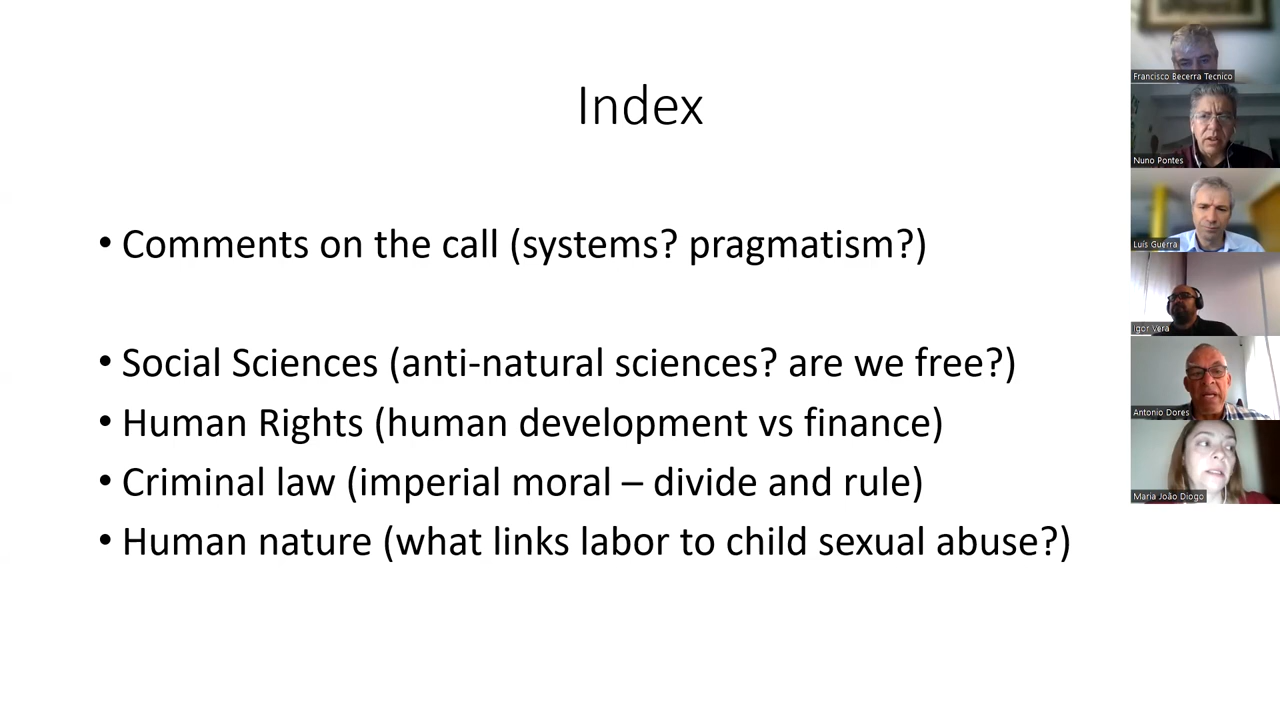 Index
• Comments on the call (systems? pragmatism?)
• Social Sciences (anti-natural sciences? are we free?)
• Human Rights (human development vs finance)
• Criminal law (imperial moral – divide and rule)
• Human nature (what links labor to child sexual abuse?)
Francisco Becerra Tecnico
Nuno Pontes
Luís Guerra
Igor Vera
Antonio Dores
Maria João Diogo